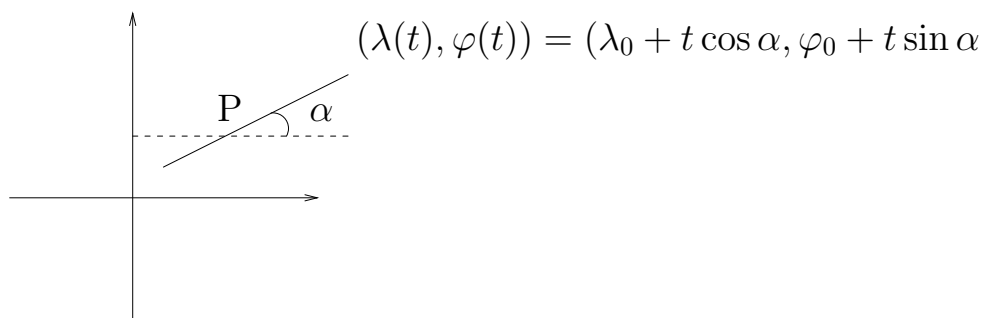 (λ(t), φ(t)) = (λ₀ + t cos α, φ₀ + t sin α
P
α